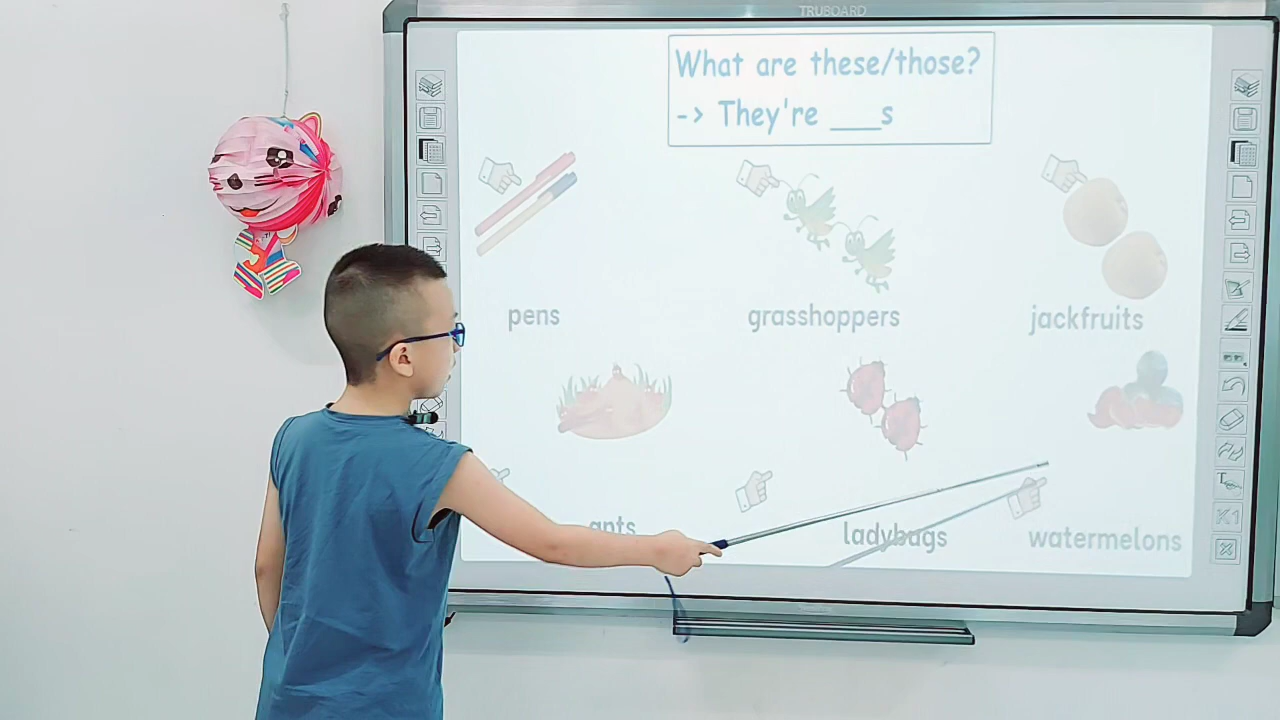 TRUBOARD
What are these/those?
-> They're ___s
pens
grasshoppers
jackfruits
ants
ladybugs
watermelons